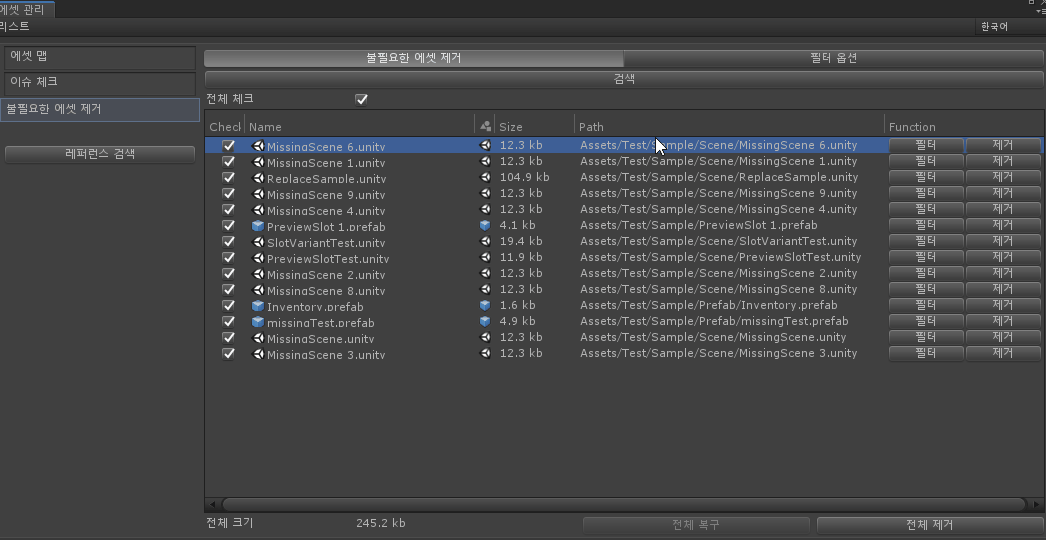 에셋 관리
리스트
한국어
에셋 맵
이슈 체크
불필요한 에셋 제거
레퍼런스 검색
불필요한 에셋 제거 필터 옵션
검색
전체 체크
Check Name Size Path Function
MissingScene 6.unity 12.3 kb Assets/Test/Sample/Scene/MissingScene 6.unity 필터 제거
MissingScene 1.unity 12.3 kb Assets/Test/Sample/Scene/MissingScene 1.unity 필터 제거
ReplaceSample.unity 104.9 kb Assets/Test/Sample/Scene/ReplaceSample.unity 필터 제거
MissingScene 9.unity 12.3 kb Assets/Test/Sample/Scene/MissingScene 9.unity 필터 제거
MissingScene 4.unity 12.3 kb Assets/Test/Sample/Scene/MissingScene 4.unity 필터 제거
PreviewSlot 1.prefab 4.1 kb Assets/Test/Sample/PreviewSlot 1.prefab 필터 제거
SlotVariantTest.unity 19.4 kb Assets/Test/Sample/Scene/SlotVariantTest.unity 필터 제거
PreviewSlotTest.unity 11.9 kb Assets/Test/Sample/Scene/PreviewSlotTest.unity 필터 제거
MissingScene 2.unity 12.3 kb Assets/Test/Sample/Scene/MissingScene 2.unity 필터 제거
MissingScene 8.unity 12.3 kb Assets/Test/Sample/Scene/MissingScene 8.unity 필터 제거
Inventory.prefab 1.6 kb Assets/Test/Sample/Prefab/Inventory.prefab 필터 제거
missingTest.prefab 4.9 kb Assets/Test/Sample/Prefab/missingTest.prefab 필터 제거
MissingScene.unity 12.3 kb Assets/Test/Sample/Scene/MissingScene.unity 필터 제거
MissingScene 3.unity 12.3 kb Assets/Test/Sample/Scene/MissingScene 3.unity 필터 제거
전체 크기 245.2 kb 전체 복구 전체 제거